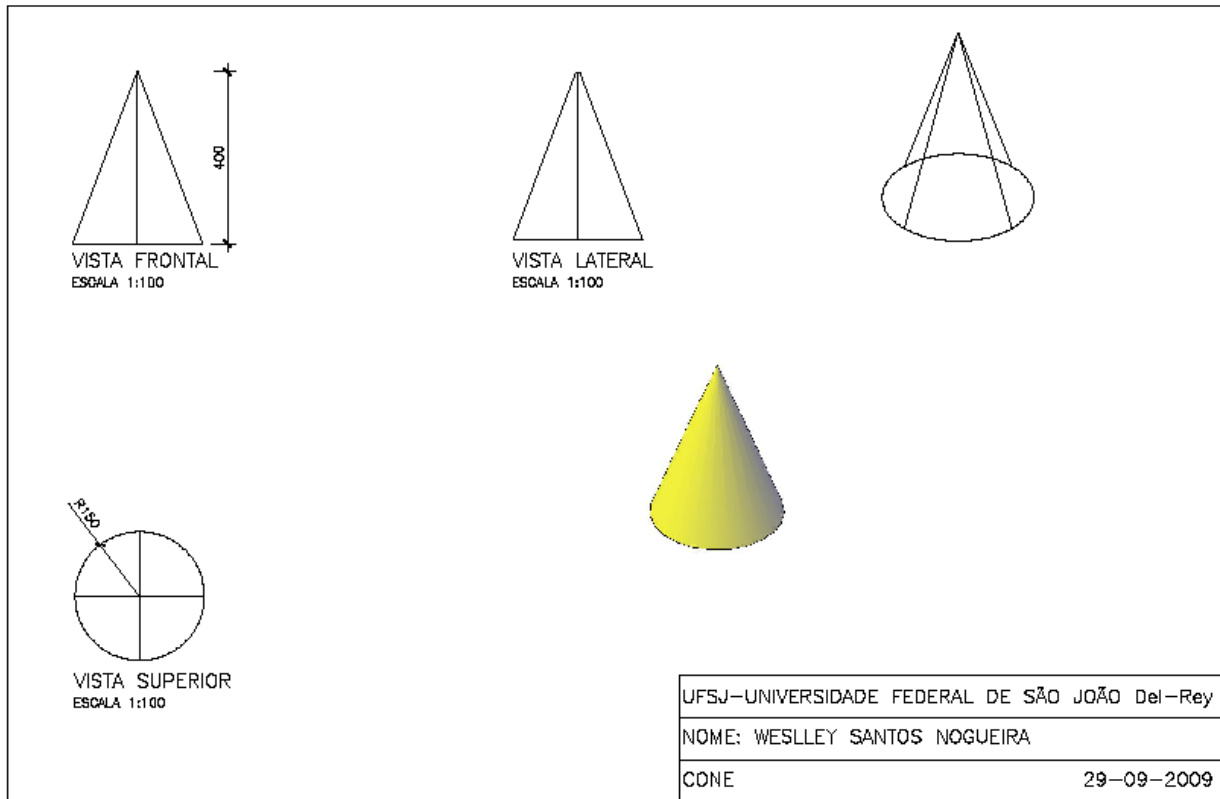 400
VISTA FRONTAL
ESCALA 1:100
VISTA LATERAL
ESCALA 1:100
R150
VISTA SUPERIOR
ESCALA 1:100
UFSJ-UNIVERSIDADE FEDERAL DE SÃO JOÃO Del-Rey
NOME: WESLLEY SANTOS NOGUEIRA
CONE 29-09-2009